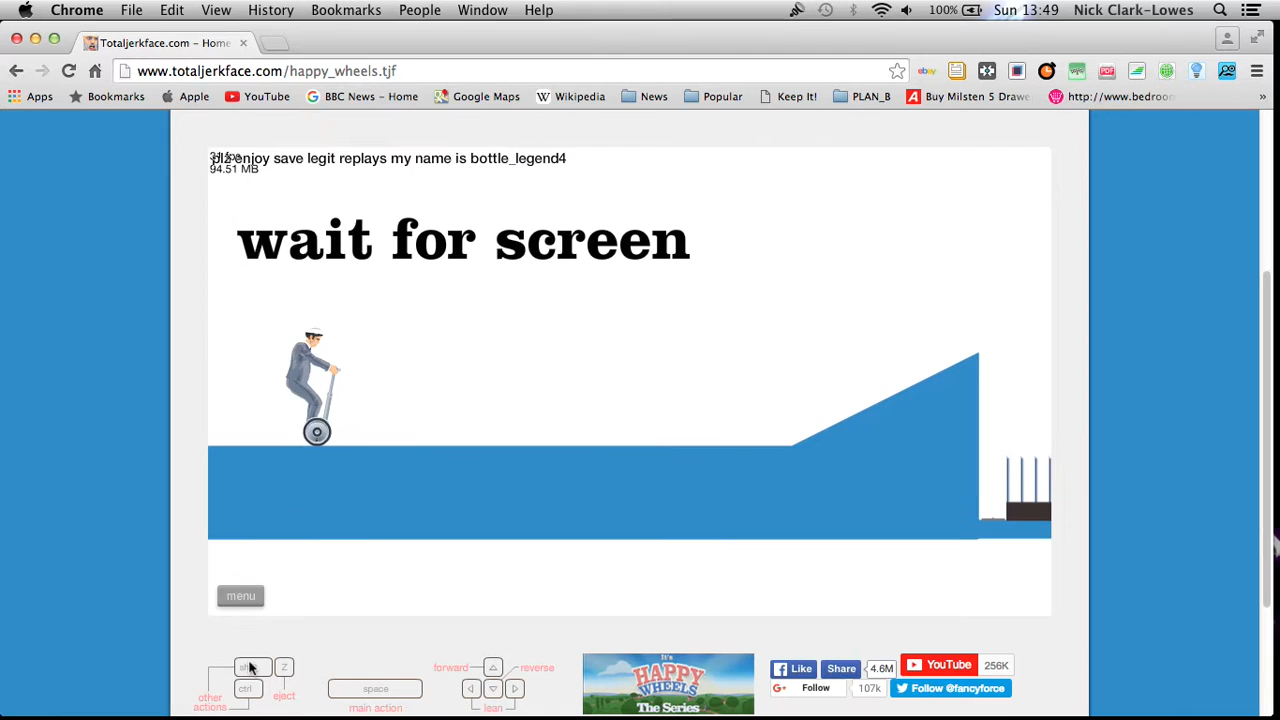 Chrome File Edit View History Bookmarks People Window Help 100% Sun 13:49 Nick Clark-Lowes
Totaljerkface.com – Home
www.totaljerkface.com/happy_wheels.tjf
Apps Bookmarks Apple YouTube BBC News – Home Google Maps Wikipedia News Popular Keep It! PLAN_B Buy Milsten 5 Drawe http://www.bedroom »
plz enjoy save legit replays my name is bottle_legend4
94.51 MB
wait for screen
menu
Z
forward
reverse
Like Share 4.6M
YouTube 256K
other
actions
ctrl
eject
space
main action
lean
IT'S
HAPPY
WHEELS
The Series
Follow 107k
Follow @fancyforce